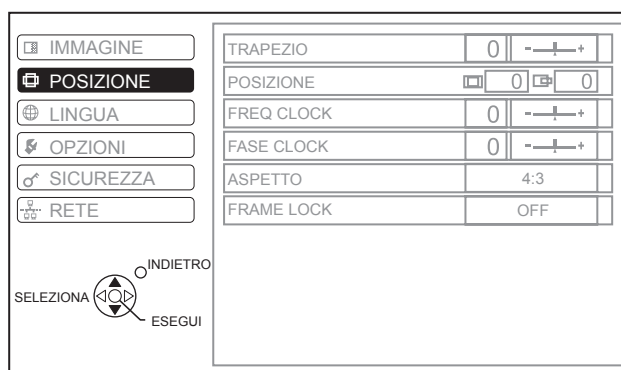 IMMAGINE
POSIZIONE
LINGUA
OPZIONI
SICUREZZA
RETE
INDIETRO
SELEZIONA
ESEGUI
TRAPEZIO 0 - +
POSIZIONE 0 0
FREQ CLOCK 0 - +
FASE CLOCK 0 - +
ASPETTO 4:3
FRAME LOCK OFF